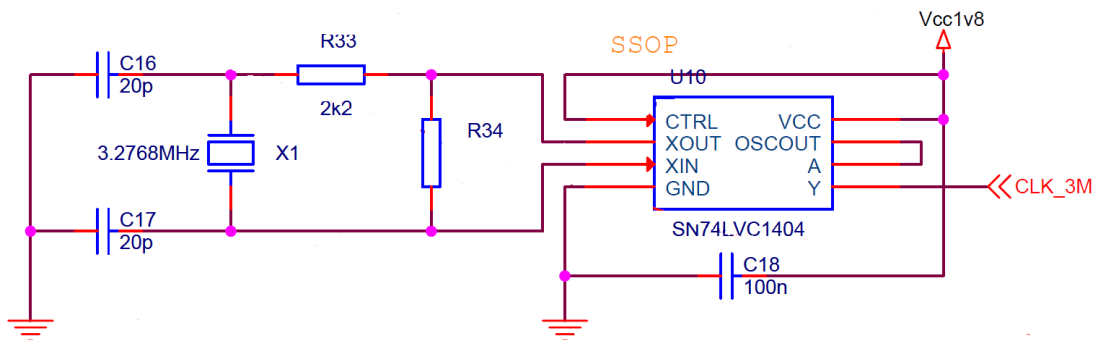 Vcc1v8
R33
SSOP
C16
20p
2к2
U10
R34
CTRL VCC
XOUT OSCOUT
3.2768MHz X1
XIN A
GND Y
CLK_3M
C17
20p
SN74LVC1404
C18
100n